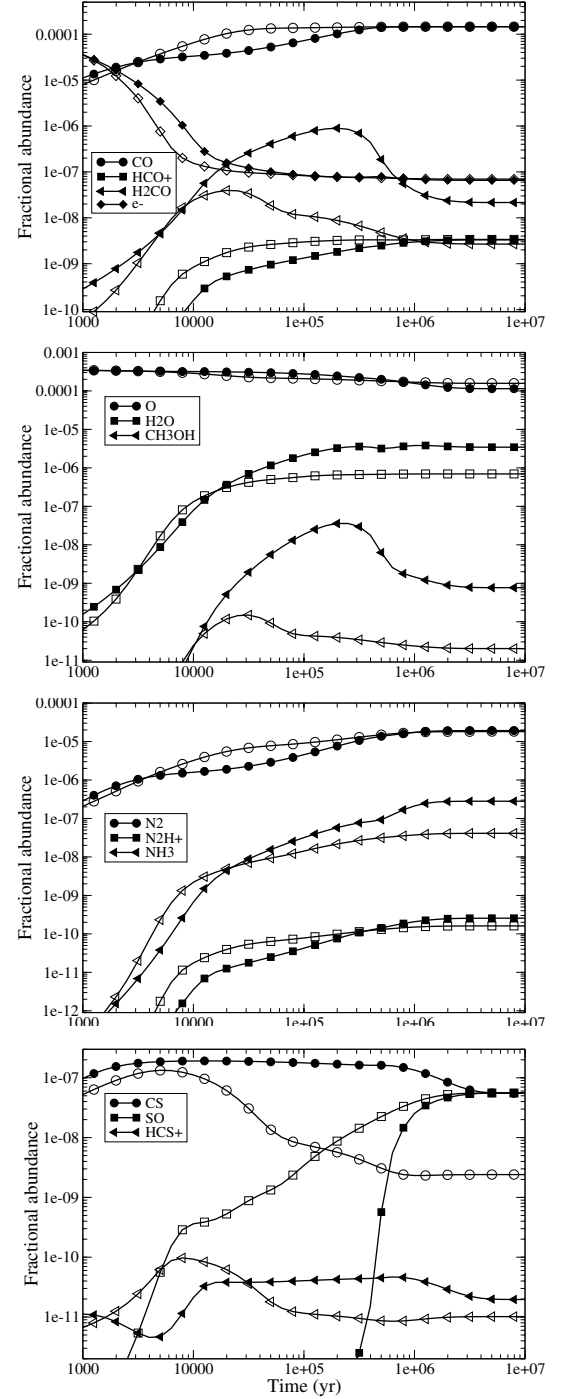 0.0001
1e-05
1e-06
1e-07
1e-08
1e-09
1e-10
Fractional abundance
CO
HCO+
H2CO
e-
1000 10000 1e+05 1e+06 1e+07
0.001
0.0001
1e-05
1e-06
1e-07
1e-08
1e-09
1e-10
1e-11
Fractional abundance
O
H2O
CH3OH
1000 10000 1e+05 1e+06 1e+07
0.0001
1e-05
1e-06
1e-07
1e-08
1e-09
1e-10
1e-11
1e-12
Fractional abundance
N2
N2H+
NH3
1000 10000 1e+05 1e+06 1e+07
1e-07
1e-08
1e-09
1e-10
1e-11
Fractional abundance
CS
SO
HCS+
1000 10000 1e+05 1e+06 1e+07
Time (yr)